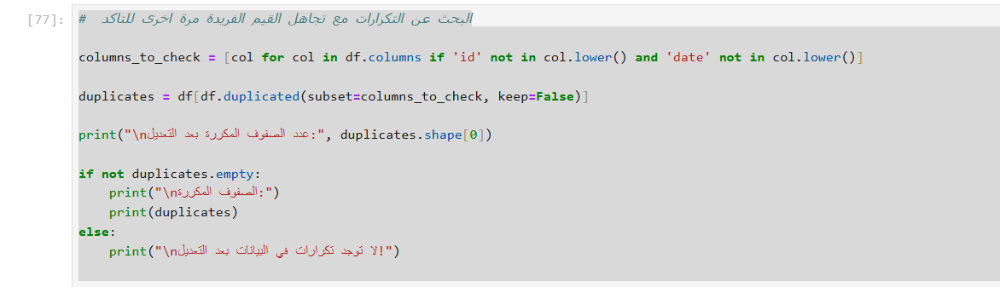 [77]: # البحث عن التكرارات مع تجاهل القيم الفريدة مرة اخرى للتاكد
columns_to_check = [col for col in df.columns if 'id' not in col.lower() and 'date' not in col.lower()]
duplicates = df[df.duplicated(subset=columns_to_check, keep=False)]
print("\nعدد الصفوف المكررة بعد التعديل:", duplicates.shape[0])
if not duplicates.empty:
    print("\nالصفوف المكررة:")
    print(duplicates)
else:
    print("\nلا توجد تكرارات في البيانات بعد التعديل!")